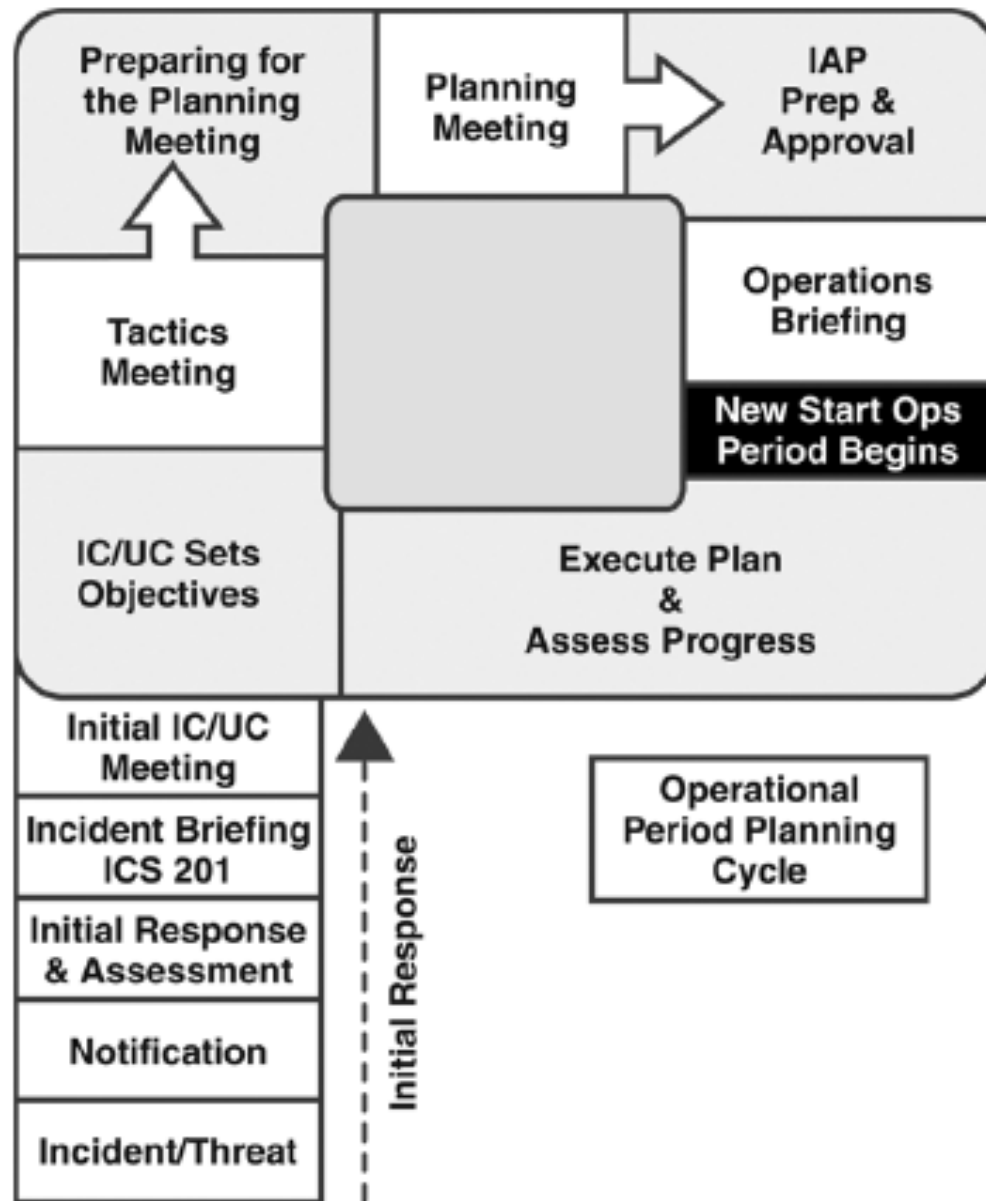 Preparing for
the Planning
Meeting
Planning
Meeting
IAP
Prep &
Approval
Tactics
Meeting
Operations
Briefing
New Start Ops
Period Begins
IC/UC Sets
Objectives
Execute Plan
&
Assess Progress
Initial IC/UC
Meeting
Incident Briefing
ICS 201
Initial Response
& Assessment
Notification
Incident/Threat
Initial Response
Operational
Period Planning
Cycle